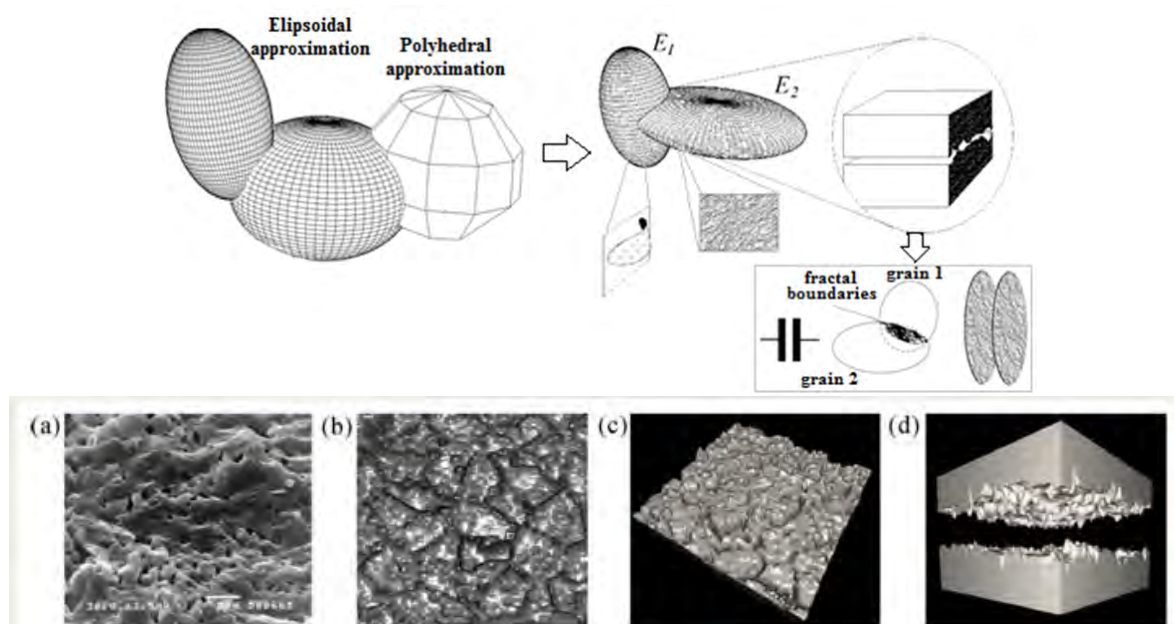 Elipsoidal
approximation
Polyhedral
approximation
E1
E2
grain 1
fractal
boundaries
grain 2
(a)
(b)
(c)
(d)